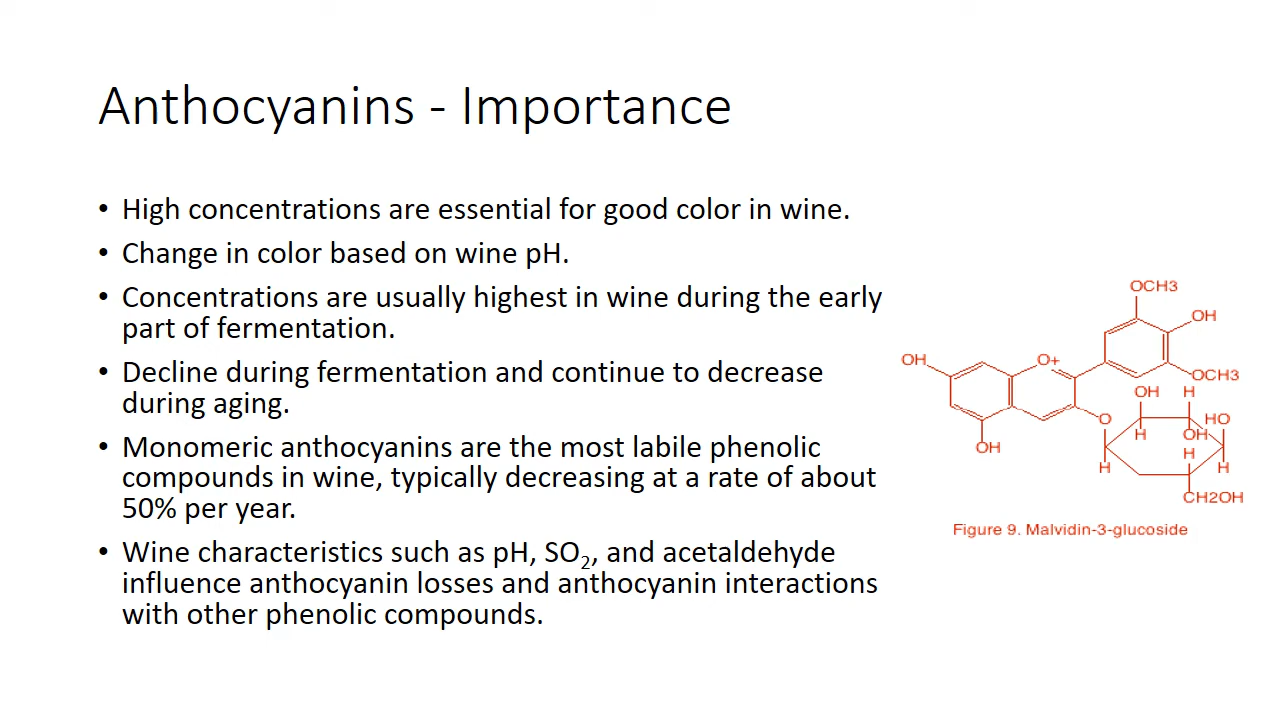 Anthocyanins - Importance
• High concentrations are essential for good color in wine.
• Change in color based on wine pH.
• Concentrations are usually highest in wine during the early
part of fermentation.
• Decline during fermentation and continue to decrease
during aging.
• Monomeric anthocyanins are the most labile phenolic
compounds in wine, typically decreasing at a rate of about
50% per year.
• Wine characteristics such as pH, SO₂, and acetaldehyde
influence anthocyanin losses and anthocyanin interactions
with other phenolic compounds.
OCH3
OH
OH O+
OCH3
OH H
O HO
H OH
OH H
H H
CH2OH
Figure 9. Malvidin-3-glucoside